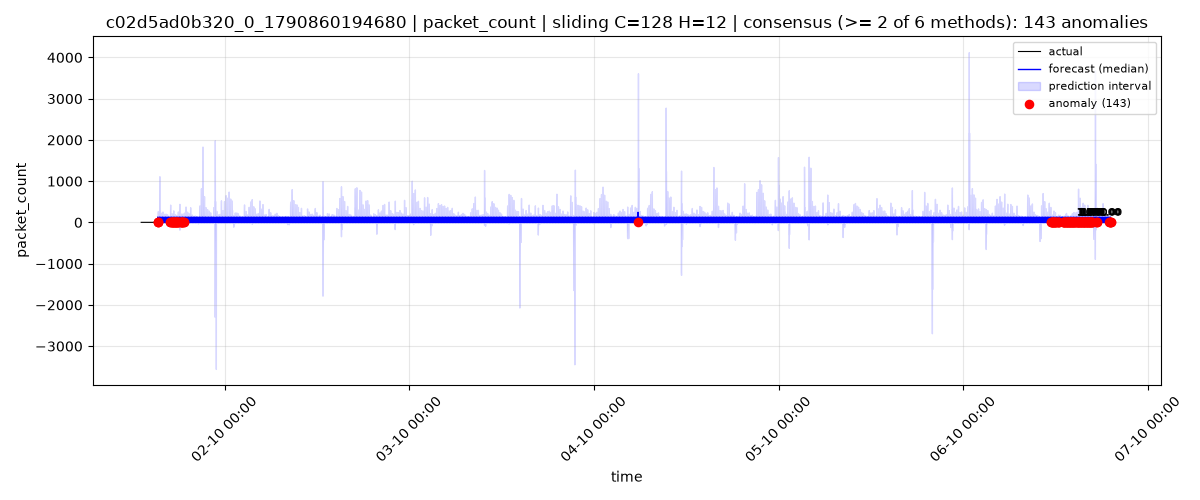 c02d5ad0b320_0_1790860194680 | packet_count | sliding C=128 H=12 | consensus (>= 2 of 6 methods): 143 anomalies
actual
forecast (median)
prediction interval
anomaly (143)
packet_count
4000
3000
2000
1000
0
−1000
−2000
−3000
02-10 00:00
03-10 00:00
04-10 00:00
05-10 00:00
06-10 00:00
07-10 00:00
time